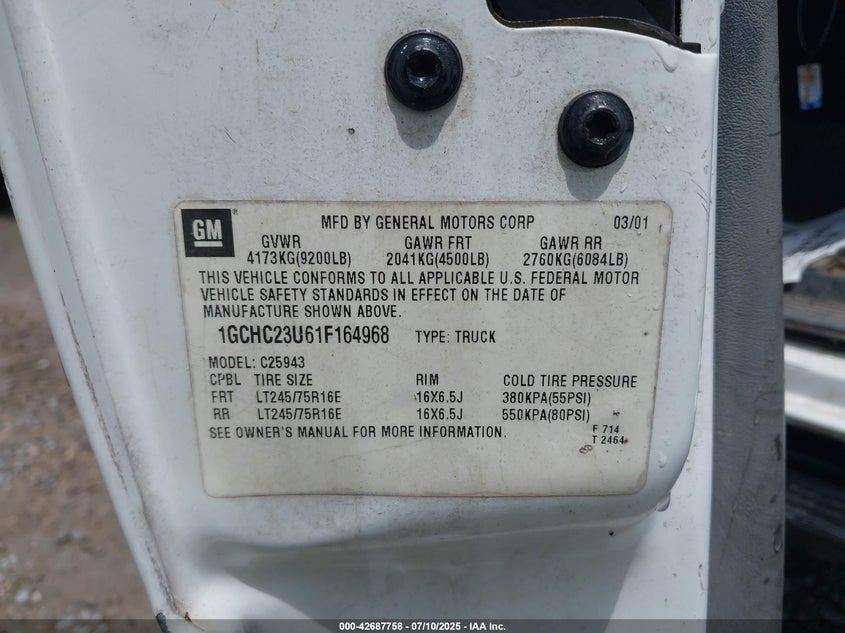 GM
MFD BY GENERAL MOTORS CORP 03/01
GVWR GAWR FRT GAWR RR
4173KG(9200LB) 2041KG(4500LB) 2760KG(6084LB)
THIS VEHICLE CONFORMS TO ALL APPLICABLE U.S. FEDERAL MOTOR
VEHICLE SAFETY STANDARDS IN EFFECT ON THE DATE OF
MANUFACTURE SHOWN ABOVE.
1GCHC23U61F164968 TYPE: TRUCK
MODEL: C25943
CPBL TIRE SIZE RIM COLD TIRE PRESSURE
FRT LT245/75R16E 16X6.5J 380KPA(55PSI)
RR LT245/75R16E 16X6.5J 550KPA(80PSI)
SEE OWNER'S MANUAL FOR MORE INFORMATION. F 714
T 2464
000-42687758 - 07/10/2025 - IAA Inc.